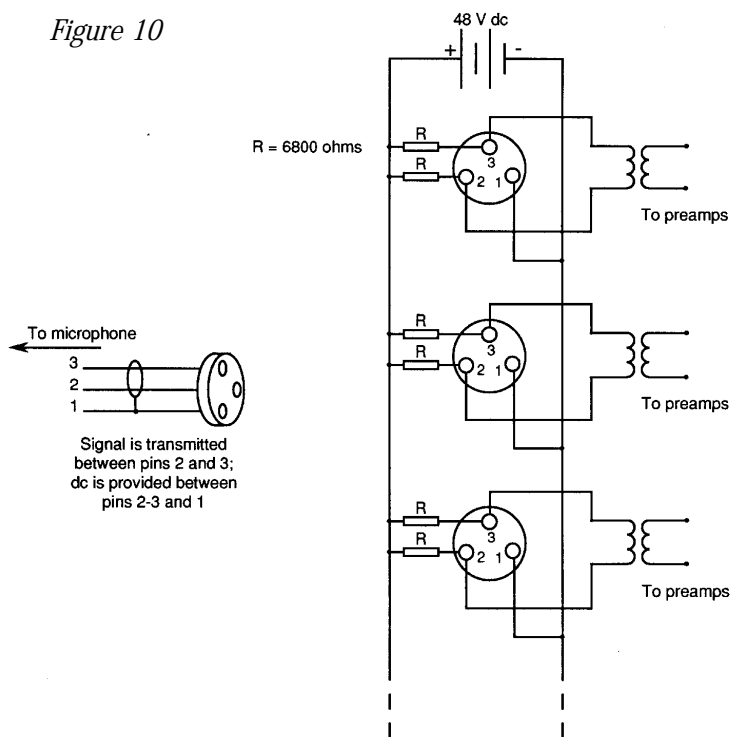 Figure 10
48 V dc
+ -
R = 6800 ohms
R
R
3
2 1
To preamps
To microphone
3
2
1
Signal is transmitted
between pins 2 and 3;
dc is provided between
pins 2-3 and 1
R
R
3
2 1
To preamps
R
R
3
2 1
To preamps